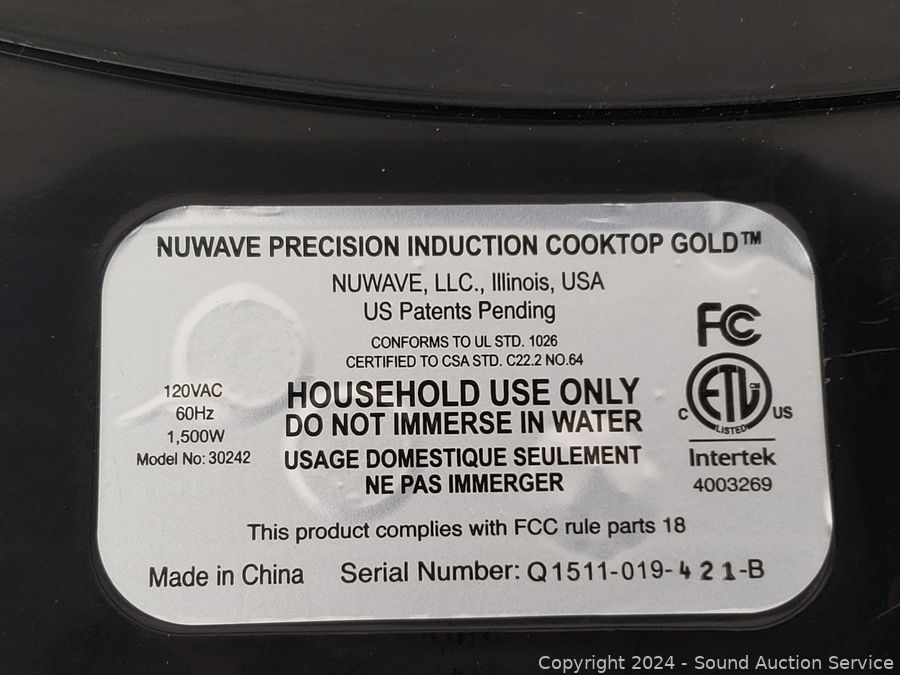 NUWAVE PRECISION INDUCTION COOKTOP GOLD™
NUWAVE, LLC., Illinois, USA
US Patents Pending
CONFORMS TO UL STD. 1026
CERTIFIED TO CSA STD. C22.2 NO.64
120VAC
60Hz
1,500W
Model No: 30242
HOUSEHOLD USE ONLY
DO NOT IMMERSE IN WATER
USAGE DOMESTIQUE SEULEMENT
NE PAS IMMERGER
FC
C ETL CM US
LISTED
Intertek
4003269
This product complies with FCC rule parts 18
Made in China Serial Number: Q1511-019-421-B
Copyright 2024 - Sound Auction Service